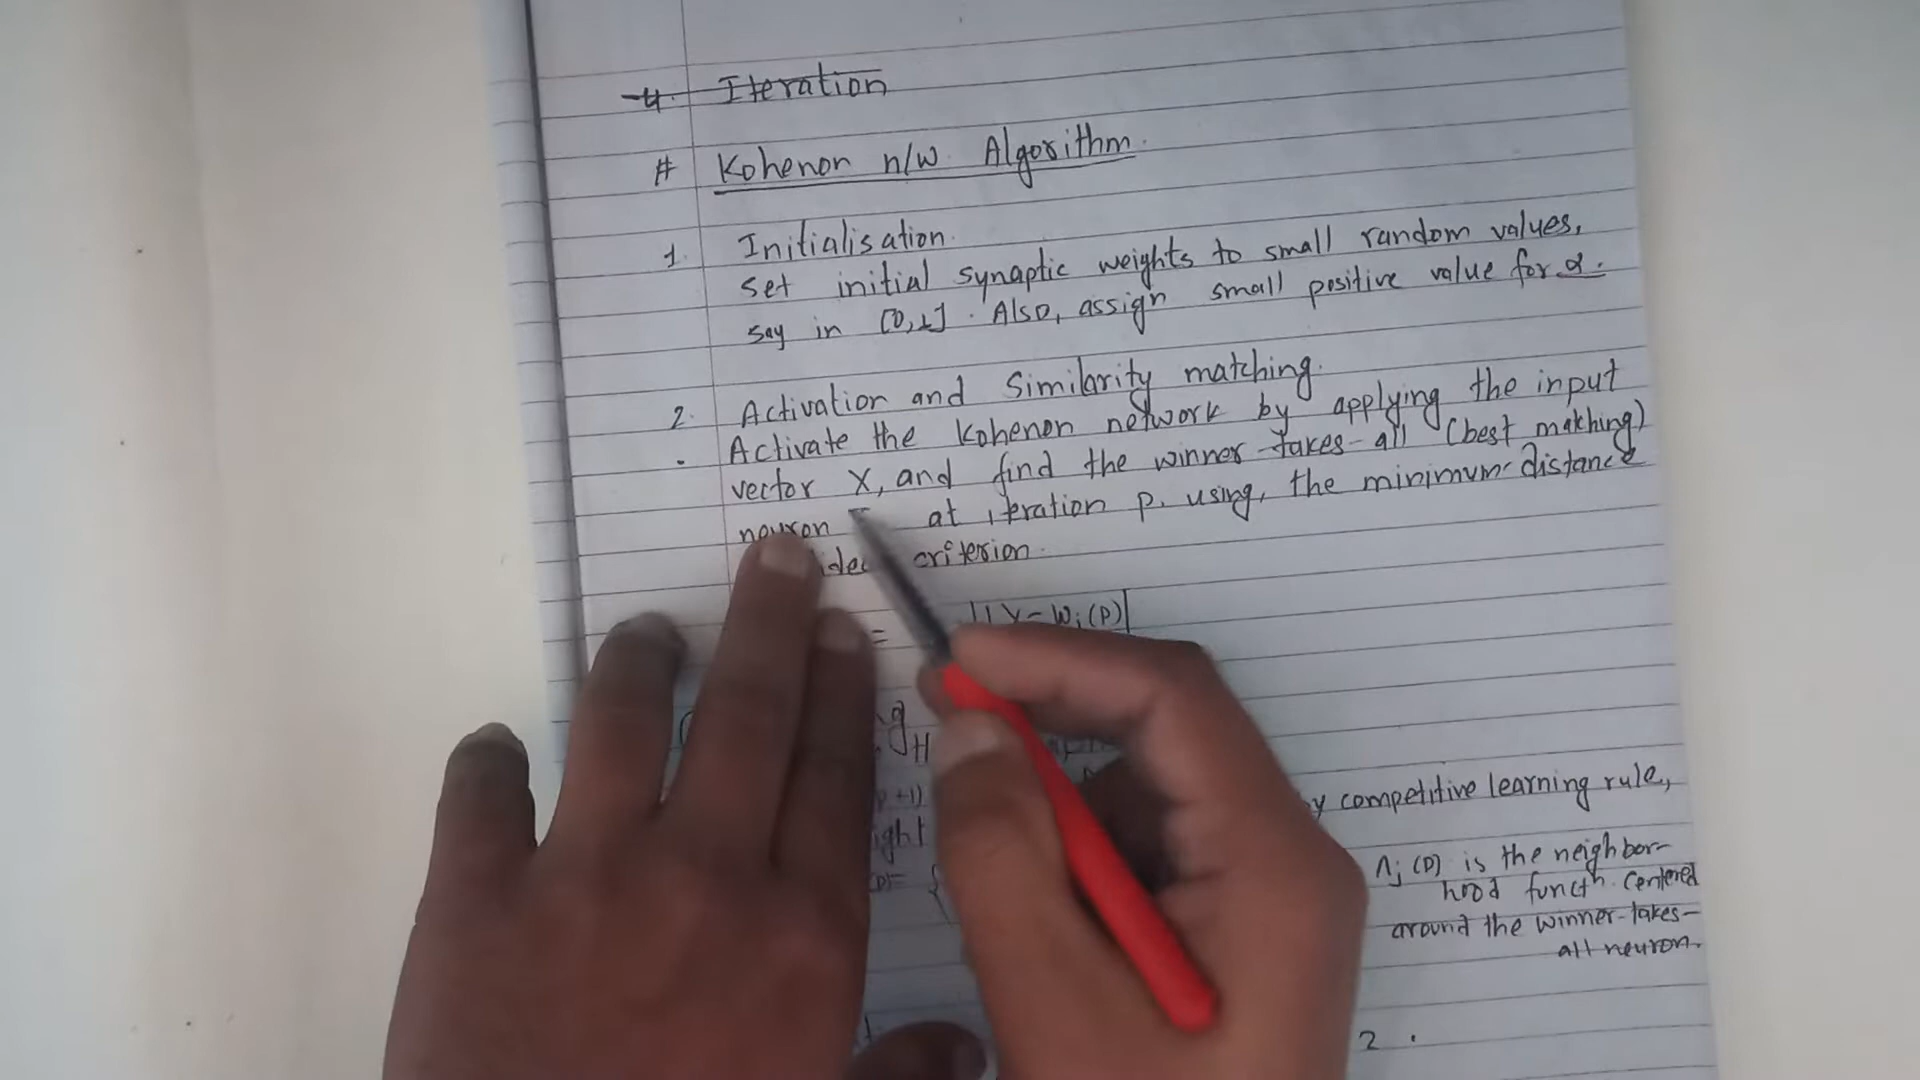 4. Iteration
# Kohenon n/w Algorithm.
1. Initialisation.
set initial synaptic weights to small random values,
say in [0,1]. Also, assign small positive value for α.
2. Activation and Similarity matching.
. Activate the Kohenon network by applying the input
vector X, and find the winner-takes-all (best matching)
neuron at iteration p, using, the minimum-distance
criterion.
= || X - Wj(p)|
y competitive learning rule,
Λj (p) is the neighbor-
hood functn. Centered
around the winner-takes-
all neuron.
2.